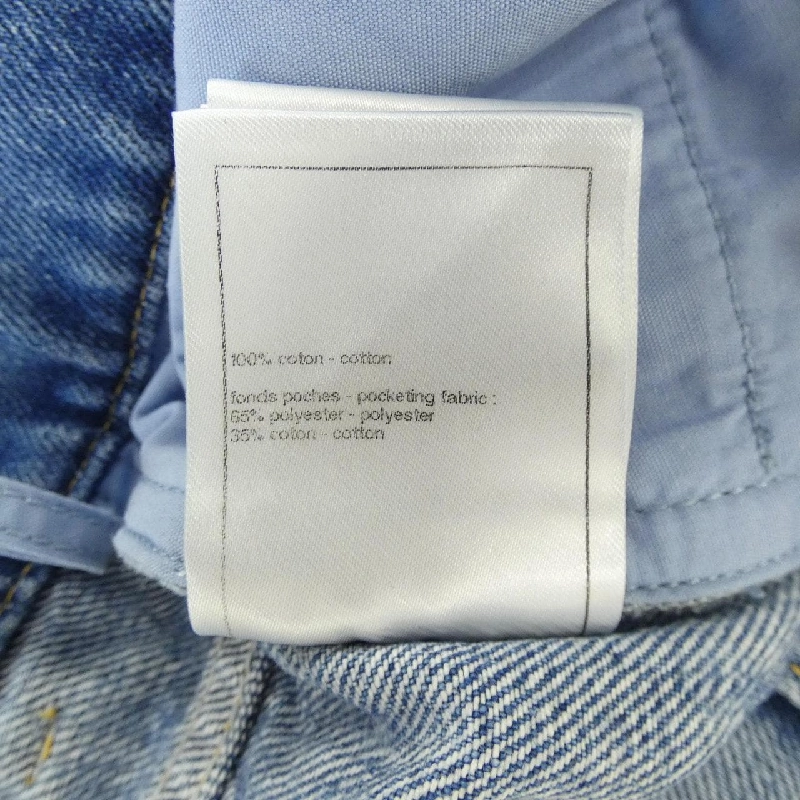 100% coton - cotton
fonds poches - pocketing fabric :
65% polyester - polyester
35% coton - cotton